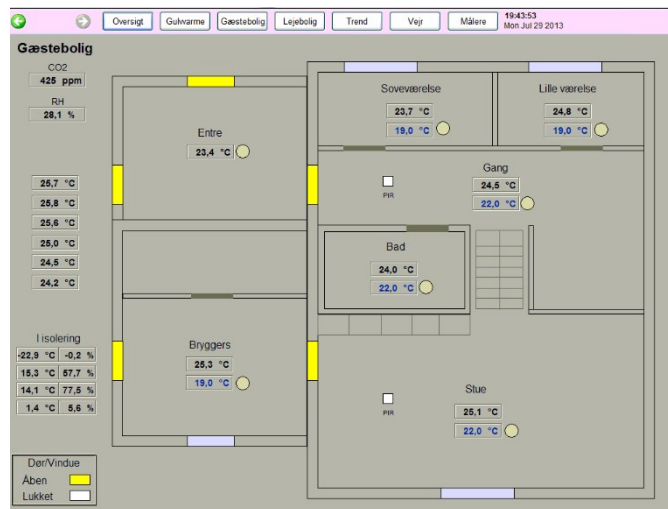 Oversigt Gulvarme Gæstebolig Lejebolig Trend Vejr Målere 19:43:53
Mon Jul 29 2013
Gæstebolig
CO2
425 ppm
RH
28,1 %
25,7 °C
25,8 °C
25,6 °C
25,0 °C
24,5 °C
24,2 °C
I isolering
-22,9 °C -0,2 %
15,3 °C 57,7 %
14,1 °C 77,5 %
1,4 °C 5,6 %
Dør/Vindue
Åben
Lukket
Entre
23,4 °C
Soveværelse
23,7 °C
19,0 °C
Lille værelse
24,8 °C
19,0 °C
Gang
24,5 °C
22,0 °C
PIR
Bad
24,0 °C
22,0 °C
Bryggers
25,3 °C
19,0 °C
Stue
25,1 °C
22,0 °C
PIR